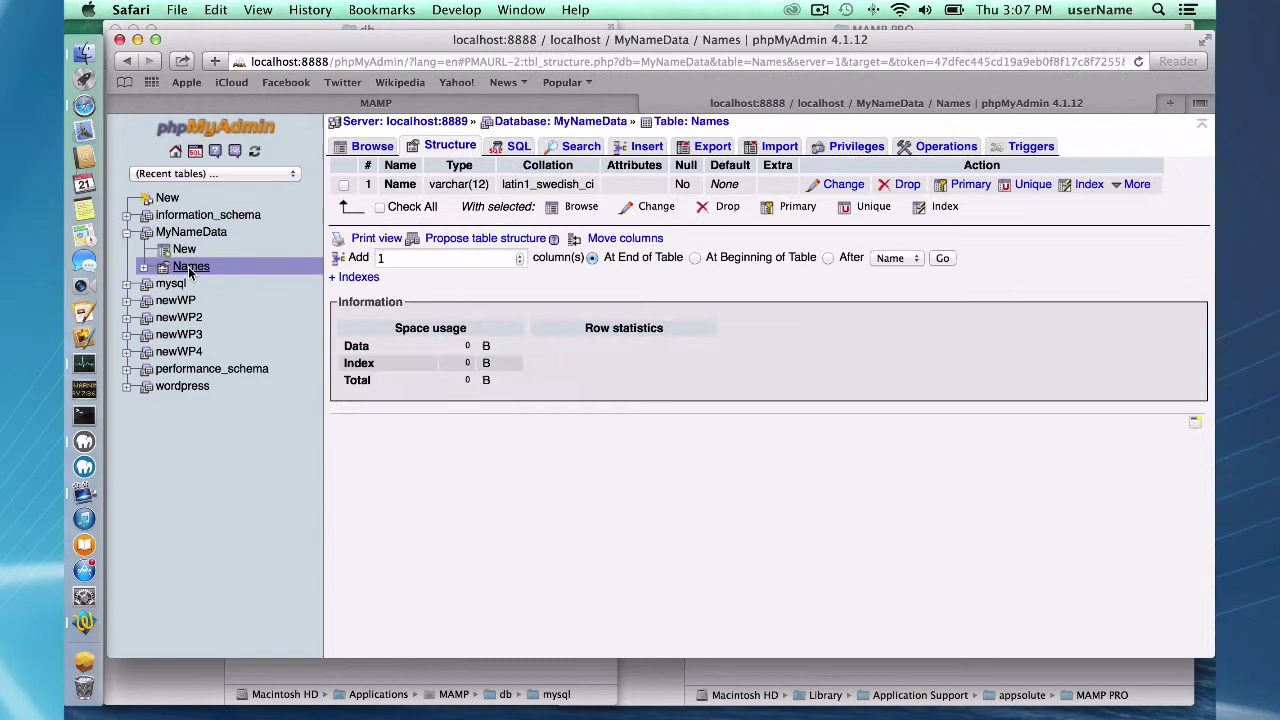 Safari File Edit View History Bookmarks Develop Window Help Thu 3:07 PM userName
localhost:8888 / localhost / MyNameData / Names | phpMyAdmin 4.1.12
localhost:8888/phpMyAdmin/?lang=en#PMAURL-2:tbl_structure.php?db=MyNameData&table=Names&server=1&target=&token=47dfec445cd19a9eb0f8f17c8f7255 Reader
Apple iCloud Facebook Twitter Wikipedia Yahoo! News Popular
MAMP localhost:8888 / localhost / MyNameData / Names | phpMyAdmin 4.1.12
phpMyAdmin
(Recent tables) ...
New
information_schema
MyNameData
New
Names
mysql
newWP
newWP2
newWP3
newWP4
performance_schema
wordpress
Server: localhost:8889 » Database: MyNameData » Table: Names
Browse Structure SQL Search Insert Export Import Privileges Operations Triggers
# Name Type Collation Attributes Null Default Extra Action
1 Name varchar(12) latin1_swedish_ci No None Change Drop Primary Unique Index More
Check All With selected: Browse Change Drop Primary Unique Index
Print view Propose table structure Move columns
Add 1 column(s) At End of Table At Beginning of Table After Name Go
+ Indexes
Information
Space usage Row statistics
Data 0 B
Index 0 B
Total 0 B
Macintosh HD Applications MAMP db mysql
Macintosh HD Library Application Support appsolute MAMP PRO